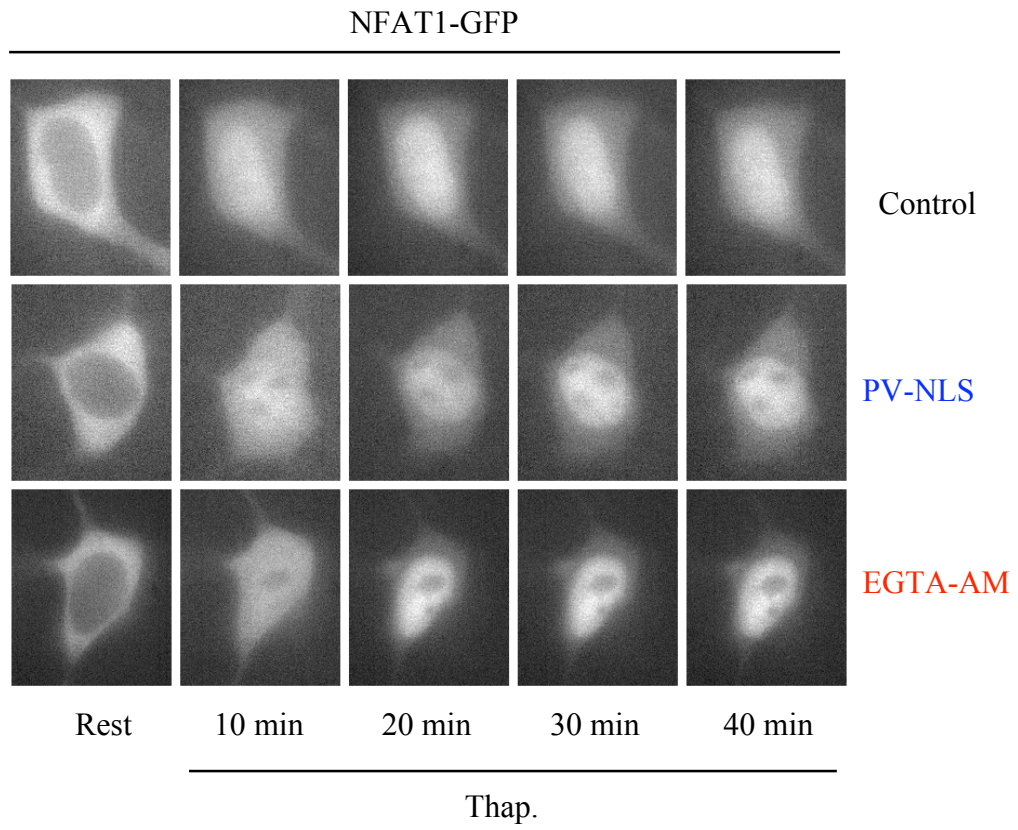 NFAT1-GFP
Control
PV-NLS
EGTA-AM
Rest 10 min 20 min 30 min 40 min
Thap.